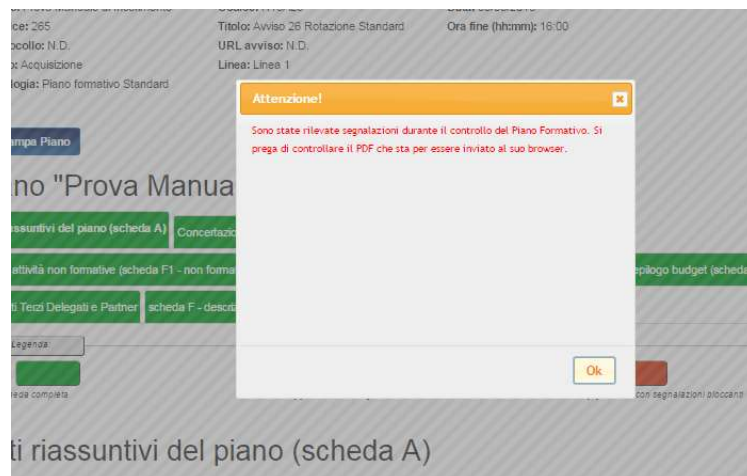 ice: 265 Titolo: Avviso 26 Rotazione Standard Ora fine (hh:mm): 16:00
ocollo: N.D. URL avviso: N.D.
Acquisizione Linea: Linea 1
logia: Piano formativo Standard
Attenzione!
Sono state rilevate segnalazioni durante il controllo del Piano Formativo. Si
prega di controllare il PDF che sta per essere inviato al suo browser.
ampa Piano
no "Prova Manua
assuntivi del piano (scheda A) Concertazio
attività non formative (scheda F1 - non forma epilogo budget (scheda
ti Terzi Delegati e Partner scheda F - descriz
Legenda
Ok
eda completa con segnalazioni bloccanti
ti riassuntivi del piano (scheda A)